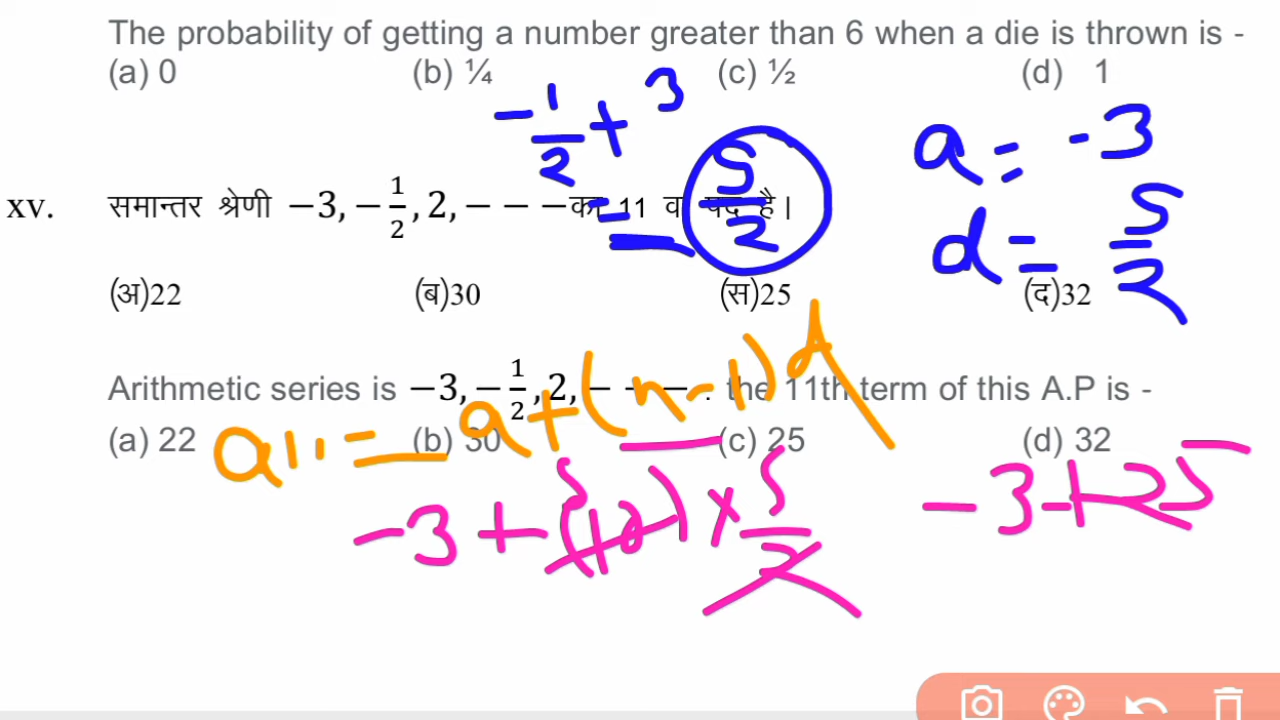 The probability of getting a number greater than 6 when a die is thrown is -
(a) 0 (b) ¼ (c) ½ (d) 1
-1/2 + 3
= 5/2
a = -3
d = 5/2
xv. समान्तर श्रेणी −3, −1/2, 2, − − − का 11 वा पद है।
(अ)22 (ब)30 (स)25 (द)32
Arithmetic series is −3, −1/2, 2, − − −. the 11th term of this A.P is -
(a) 22 (b) 30 (c) 25 (d) 32
a11 = a+(n-1)d
-3+(10)5 × 5/2
-3+25